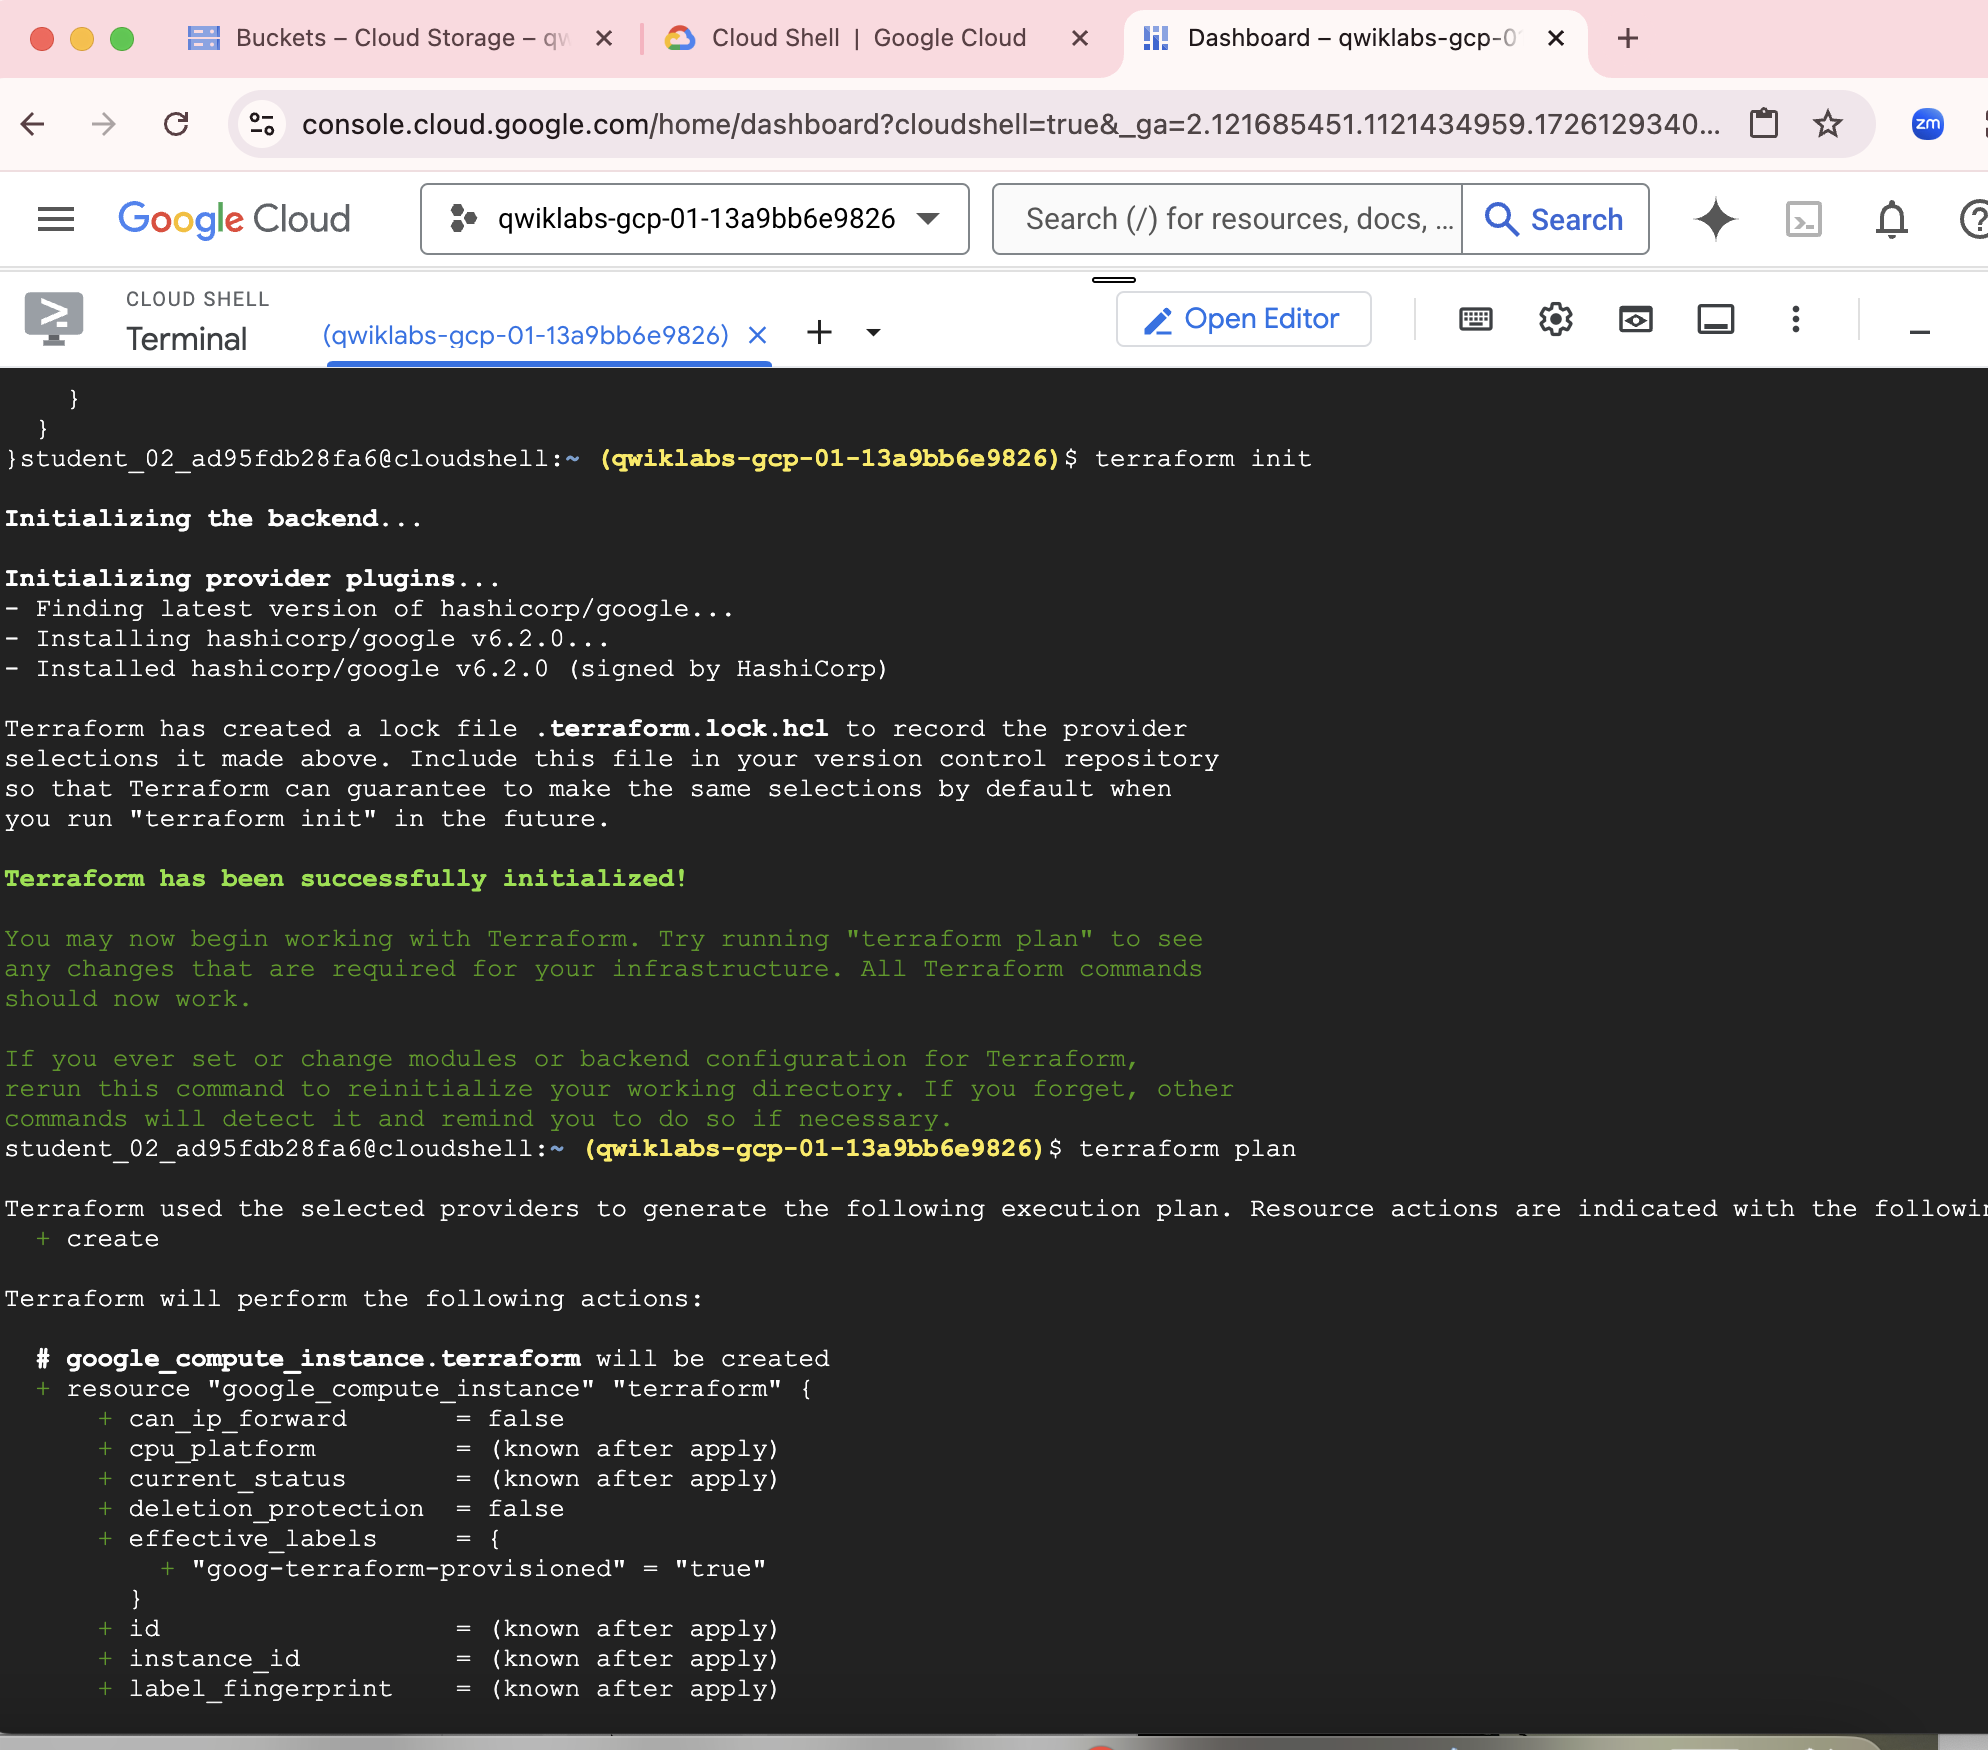 Buckets – Cloud Storage – qw
Cloud Shell | Google Cloud
Dashboard – qwiklabs-gcp-0
console.cloud.google.com/home/dashboard?cloudshell=true&_ga=2.121685451.1121434959.1726129340...
zm
Google Cloud
qwiklabs-gcp-01-13a9bb6e9826
Search (/) for resources, docs, ...
Search
CLOUD SHELL
Terminal
(qwiklabs-gcp-01-13a9bb6e9826)
Open Editor
}
}
}student_02_ad95fdb28fa6@cloudshell:~ (qwiklabs-gcp-01-13a9bb6e9826)$ terraform init
Initializing the backend...
Initializing provider plugins...
- Finding latest version of hashicorp/google...
- Installing hashicorp/google v6.2.0...
- Installed hashicorp/google v6.2.0 (signed by HashiCorp)
Terraform has created a lock file .terraform.lock.hcl to record the provider
selections it made above. Include this file in your version control repository
so that Terraform can guarantee to make the same selections by default when
you run "terraform init" in the future.
Terraform has been successfully initialized!
You may now begin working with Terraform. Try running "terraform plan" to see
any changes that are required for your infrastructure. All Terraform commands
should now work.
If you ever set or change modules or backend configuration for Terraform,
rerun this command to reinitialize your working directory. If you forget, other
commands will detect it and remind you to do so if necessary.
student_02_ad95fdb28fa6@cloudshell:~ (qwiklabs-gcp-01-13a9bb6e9826)$ terraform plan
Terraform used the selected providers to generate the following execution plan. Resource actions are indicated with the followin
+ create
Terraform will perform the following actions:
# google_compute_instance.terraform will be created
+ resource "google_compute_instance" "terraform" {
+ can_ip_forward = false
+ cpu_platform = (known after apply)
+ current_status = (known after apply)
+ deletion_protection = false
+ effective_labels = {
+ "goog-terraform-provisioned" = "true"
}
+ id = (known after apply)
+ instance_id = (known after apply)
+ label_fingerprint = (known after apply)